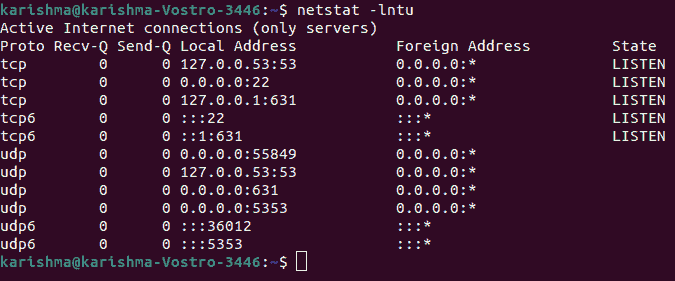 karishma@karishma-Vostro-3446:~$ netstat -lntu
Active Internet connections (only servers)
Proto Recv-Q Send-Q Local Address           Foreign Address         State
tcp        0      0 127.0.0.53:53           0.0.0.0:*               LISTEN
tcp        0      0 0.0.0.0:22              0.0.0.0:*               LISTEN
tcp        0      0 127.0.0.1:631           0.0.0.0:*               LISTEN
tcp6       0      0 :::22                   :::*                    LISTEN
tcp6       0      0 ::1:631                 :::*                    LISTEN
udp        0      0 0.0.0.0:55849           0.0.0.0:*
udp        0      0 127.0.0.53:53           0.0.0.0:*
udp        0      0 0.0.0.0:631             0.0.0.0:*
udp        0      0 0.0.0.0:5353            0.0.0.0:*
udp6       0      0 :::36012                :::*
udp6       0      0 :::5353                 :::*
karishma@karishma-Vostro-3446:~$